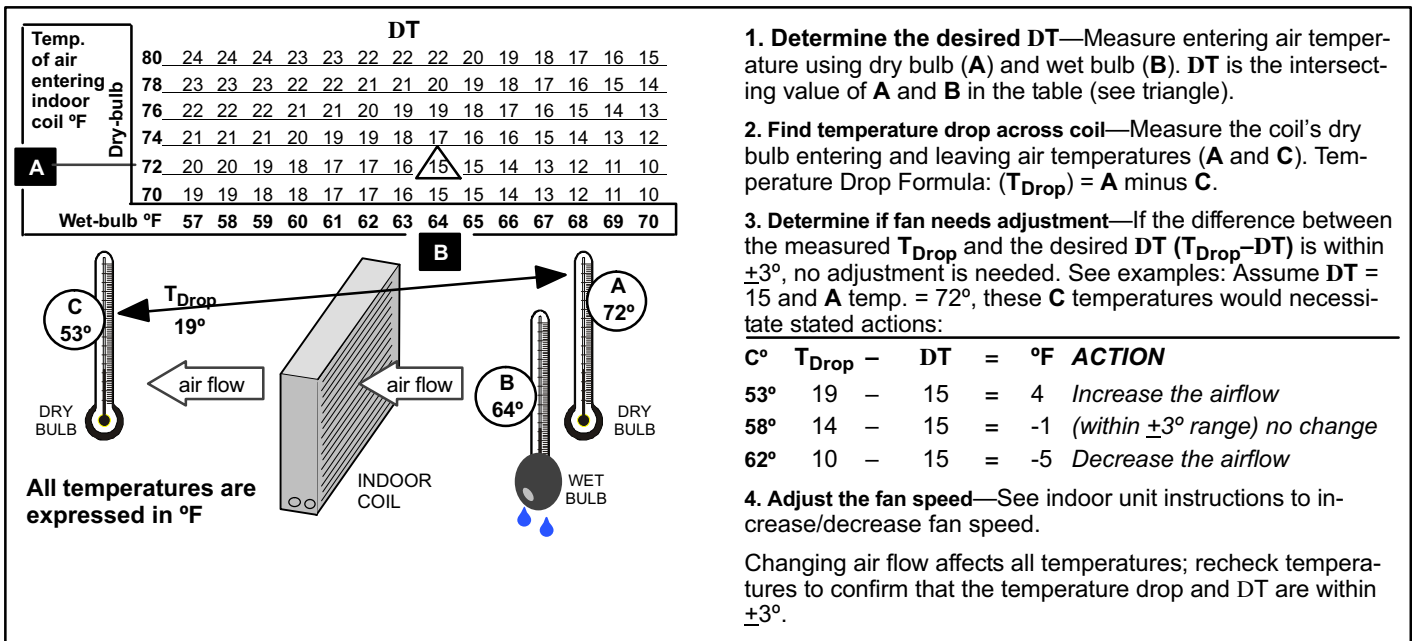 Temp. of air entering indoor coil ºF
Dry-bulb
DT
80 24 24 24 23 23 22 22 22 20 19 18 17 16 15
78 23 23 23 22 22 21 21 20 19 18 17 16 15 14
76 22 22 22 21 21 20 19 19 18 17 16 15 14 13
74 21 21 21 20 19 19 18 17 16 16 15 14 13 12
A
72 20 20 19 18 17 17 16 15 15 14 13 12 11 10
70 19 19 18 18 17 17 16 15 15 14 13 12 11 10
Wet-bulb ºF 57 58 59 60 61 62 63 64 65 66 67 68 69 70
B
C
53º
TDrop
19º
A
72º
air flow
air flow
B
64º
DRY
BULB
DRY
BULB
INDOOR
COIL
WET
BULB
All temperatures are
expressed in ºF
1. Determine the desired DT—Measure entering air temper-
ature using dry bulb (A) and wet bulb (B). DT is the intersect-
ing value of A and B in the table (see triangle).
2. Find temperature drop across coil—Measure the coil’s dry
bulb entering and leaving air temperatures (A and C). Tem-
perature Drop Formula: (TDrop) = A minus C.
3. Determine if fan needs adjustment—If the difference between
the measured TDrop and the desired DT (TDrop–DT) is within
+3º, no adjustment is needed. See examples: Assume DT =
15 and A temp. = 72º, these C temperatures would necessi-
tate stated actions:
Cº TDrop – DT = ºF ACTION
53º 19 – 15 = 4 Increase the airflow
58º 14 – 15 = -1 (within +3º range) no change
62º 10 – 15 = -5 Decrease the airflow
4. Adjust the fan speed—See indoor unit instructions to in-
crease/decrease fan speed.
Changing air flow affects all temperatures; recheck tempera-
tures to confirm that the temperature drop and DT are within
+3º.